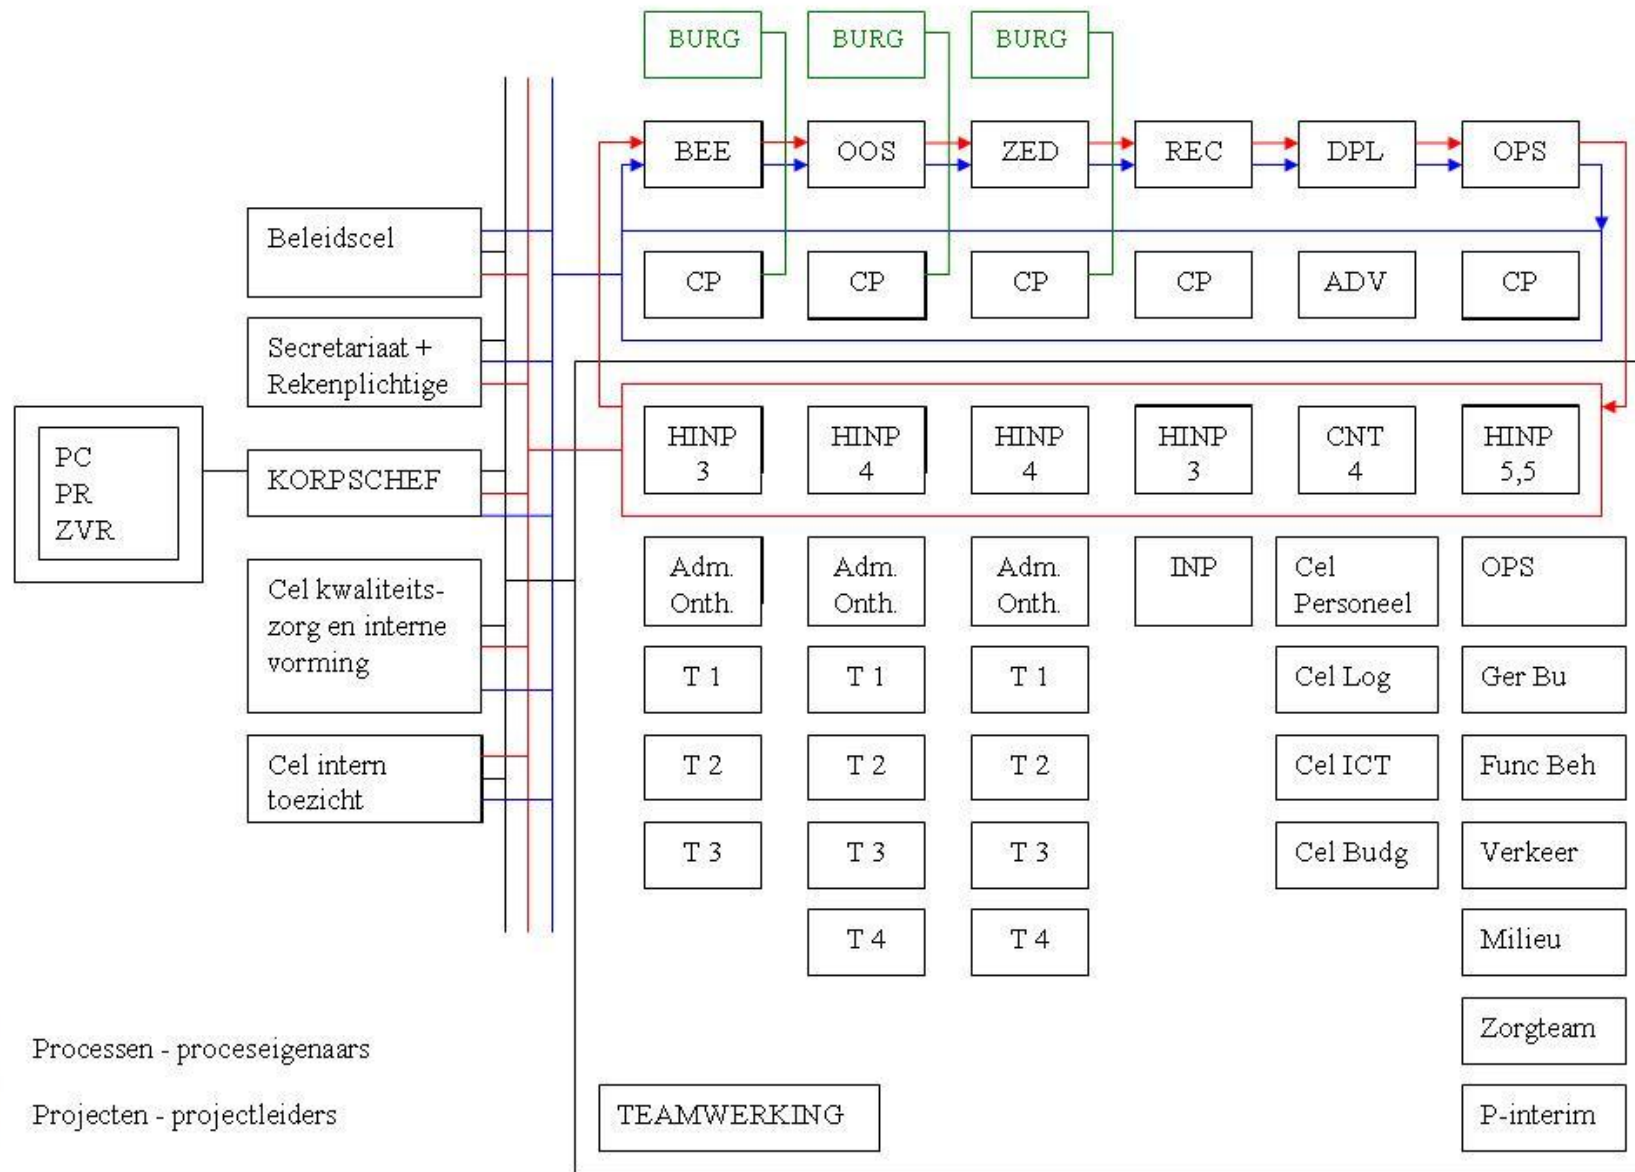 BURG
BURG
BURG
BEE
OOS
ZED
REC
DPL
OPS
Beleidscel
CP
CP
CP
CP
ADV
CP
Secretariaat +
Rekenplichtige
PC
PR
ZVR
KORPSCHEF
HINP
3
HINP
4
HINP
4
HINP
3
CNT
4
HINP
5,5
Cel kwaliteits-
zorg en interne
vorming
Adm.
Onth.
Adm.
Onth.
Adm.
Onth.
INP
Cel
Personeel
OPS
T 1
T 1
T 1
Cel Log
Ger Bu
Cel intern
toezicht
T 2
T 2
T 2
Cel ICT
Func Beh
T 3
T 3
T 3
Cel Budg
Verkeer
T 4
T 4
Milieu
Zorgteam
Processen - proceseigenaars
Projecten - projectleiders
TEAMWERKING
P-interim